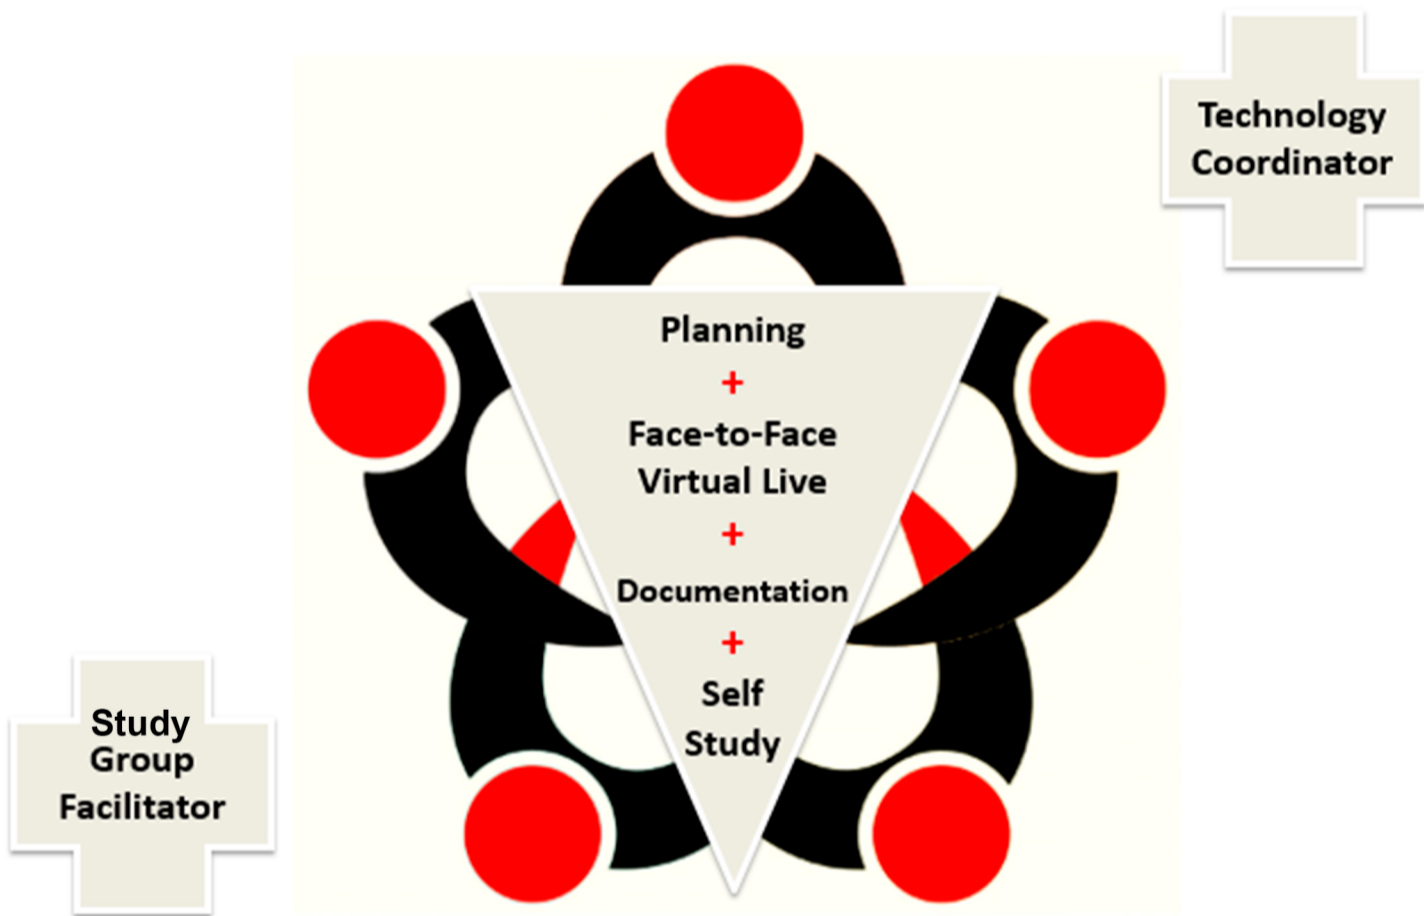 Technology
Coordinator
Planning
+
Face-to-Face
Virtual Live
+
Documentation
+
Self
Study
Study
Group
Facilitator